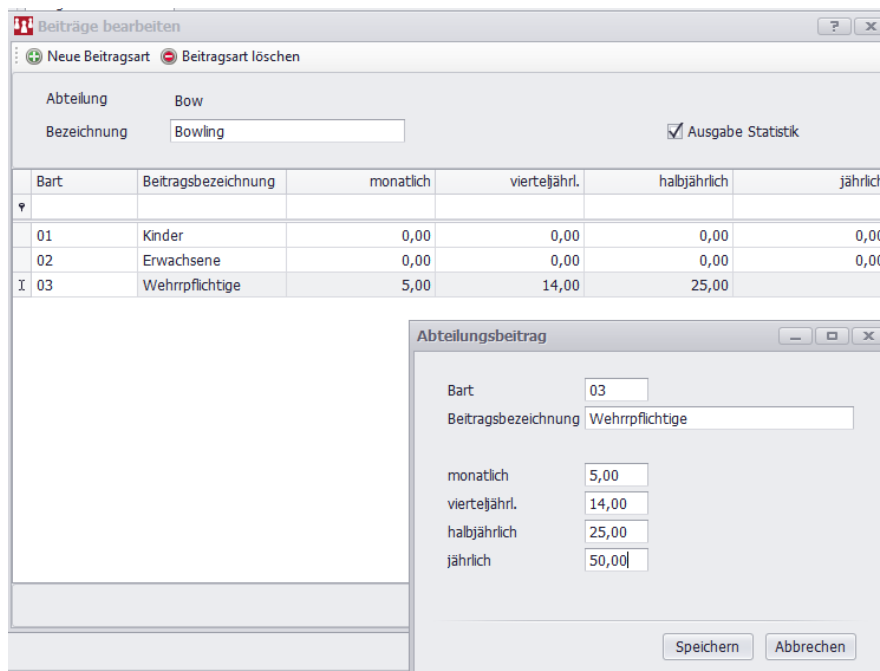 Beiträge bearbeiten
Neue Beitragsart Beitragsart löschen
Abteilung Bow
Bezeichnung Bowling Ausgabe Statistik
Bart Beitragsbezeichnung monatlich vierteljährl. halbjährlich jährlich
01 Kinder 0,00 0,00 0,00 0,00
02 Erwachsene 0,00 0,00 0,00 0,00
03 Wehrrpflichtige 5,00 14,00 25,00
Abteilungsbeitrag
Bart 03
Beitragsbezeichnung Wehrrpflichtige
monatlich 5,00
vierteljährl. 14,00
halbjährlich 25,00
jährlich 50,00
Speichern Abbrechen